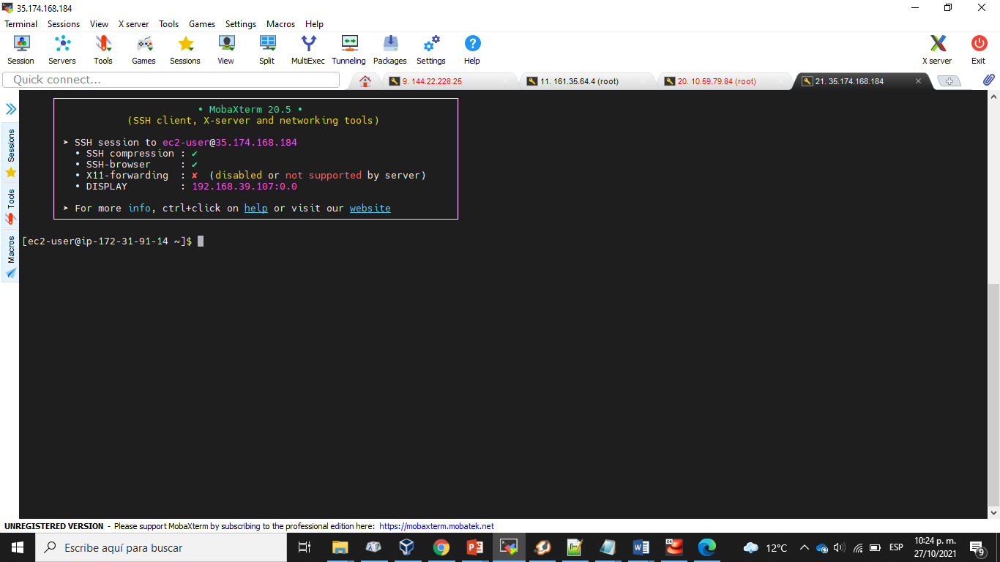 35.174.168.184
Terminal Sessions View X server Tools Games Settings Macros Help
Session Servers Tools Games Sessions View Split MultiExec Tunneling Packages Settings Help X server Exit
Quick connect...
9. 144.22.228.25
11. 161.35.64.4 (root)
20. 10.59.79.84 (root)
21. 35.174.168.184
Sessions
Tools
Macros
• MobaXterm 20.5 •
(SSH client, X-server and networking tools)
➤ SSH session to ec2-user@35.174.168.184
• SSH compression : ✔
• SSH-browser : ✔
• X11-forwarding : ✘ (disabled or not supported by server)
• DISPLAY : 192.168.39.107:0.0
➤ For more info, ctrl+click on help or visit our website
[ec2-user@ip-172-31-91-14 ~]$
UNREGISTERED VERSION - Please support MobaXterm by subscribing to the professional edition here: https://mobaxterm.mobatek.net
Escribe aquí para buscar
12°C
ESP
10:24 p. m.
27/10/2021
9